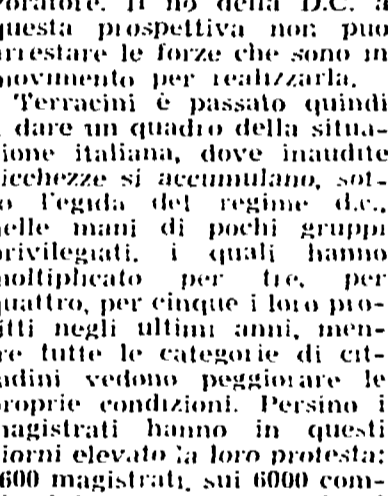 voratore. Il no della D.C. a
questa prospettiva non può
arrestare le forze che sono in
movimento per realizzarla.
Terracini è passato quindi
a dare un quadro della situa-
zione italiana, dove inaudite
ricchezze si accumulano, sot-
to l'egida del regime d.c.,
nelle mani di pochi gruppi
privilegiati, i quali hanno
moltiplicato per tre, per
quattro, per cinque i loro pro-
fitti negli ultimi anni, men-
tre tutte le categorie di cit-
tadini vedono peggiorare le
proprie condizioni. Persino i
magistrati hanno in questi
giorni elevato la loro protesta:
600 magistrati, sui 6000 com-